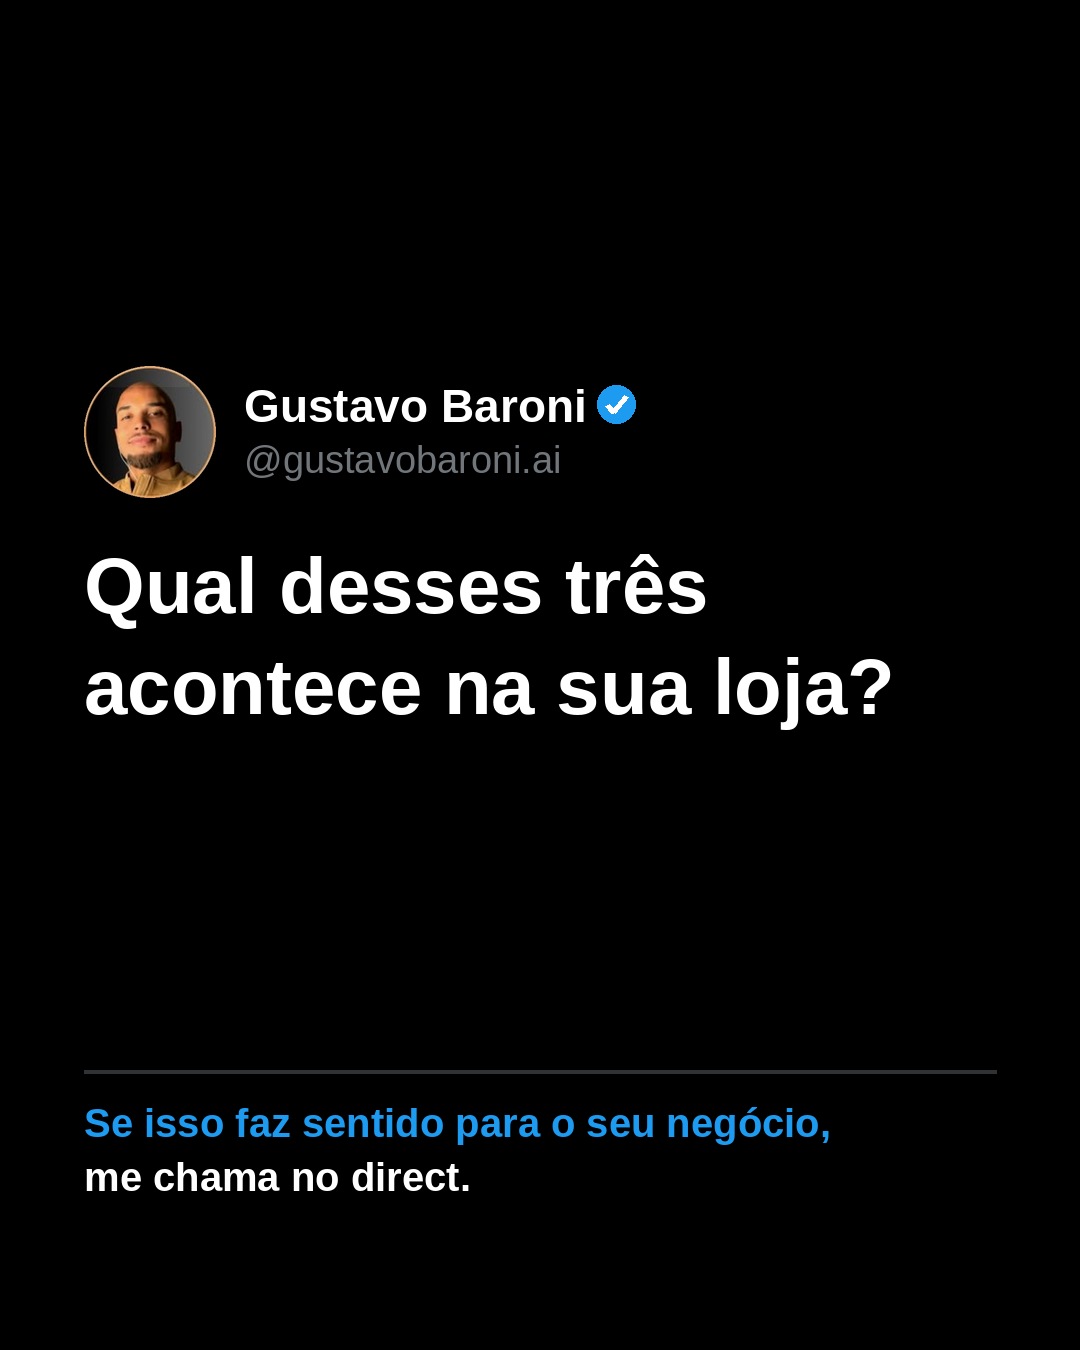 Gustavo Baroni
@gustavobaroni.ai
Qual desses três
acontece na sua loja?
Se isso faz sentido para o seu negócio,
me chama no direct.